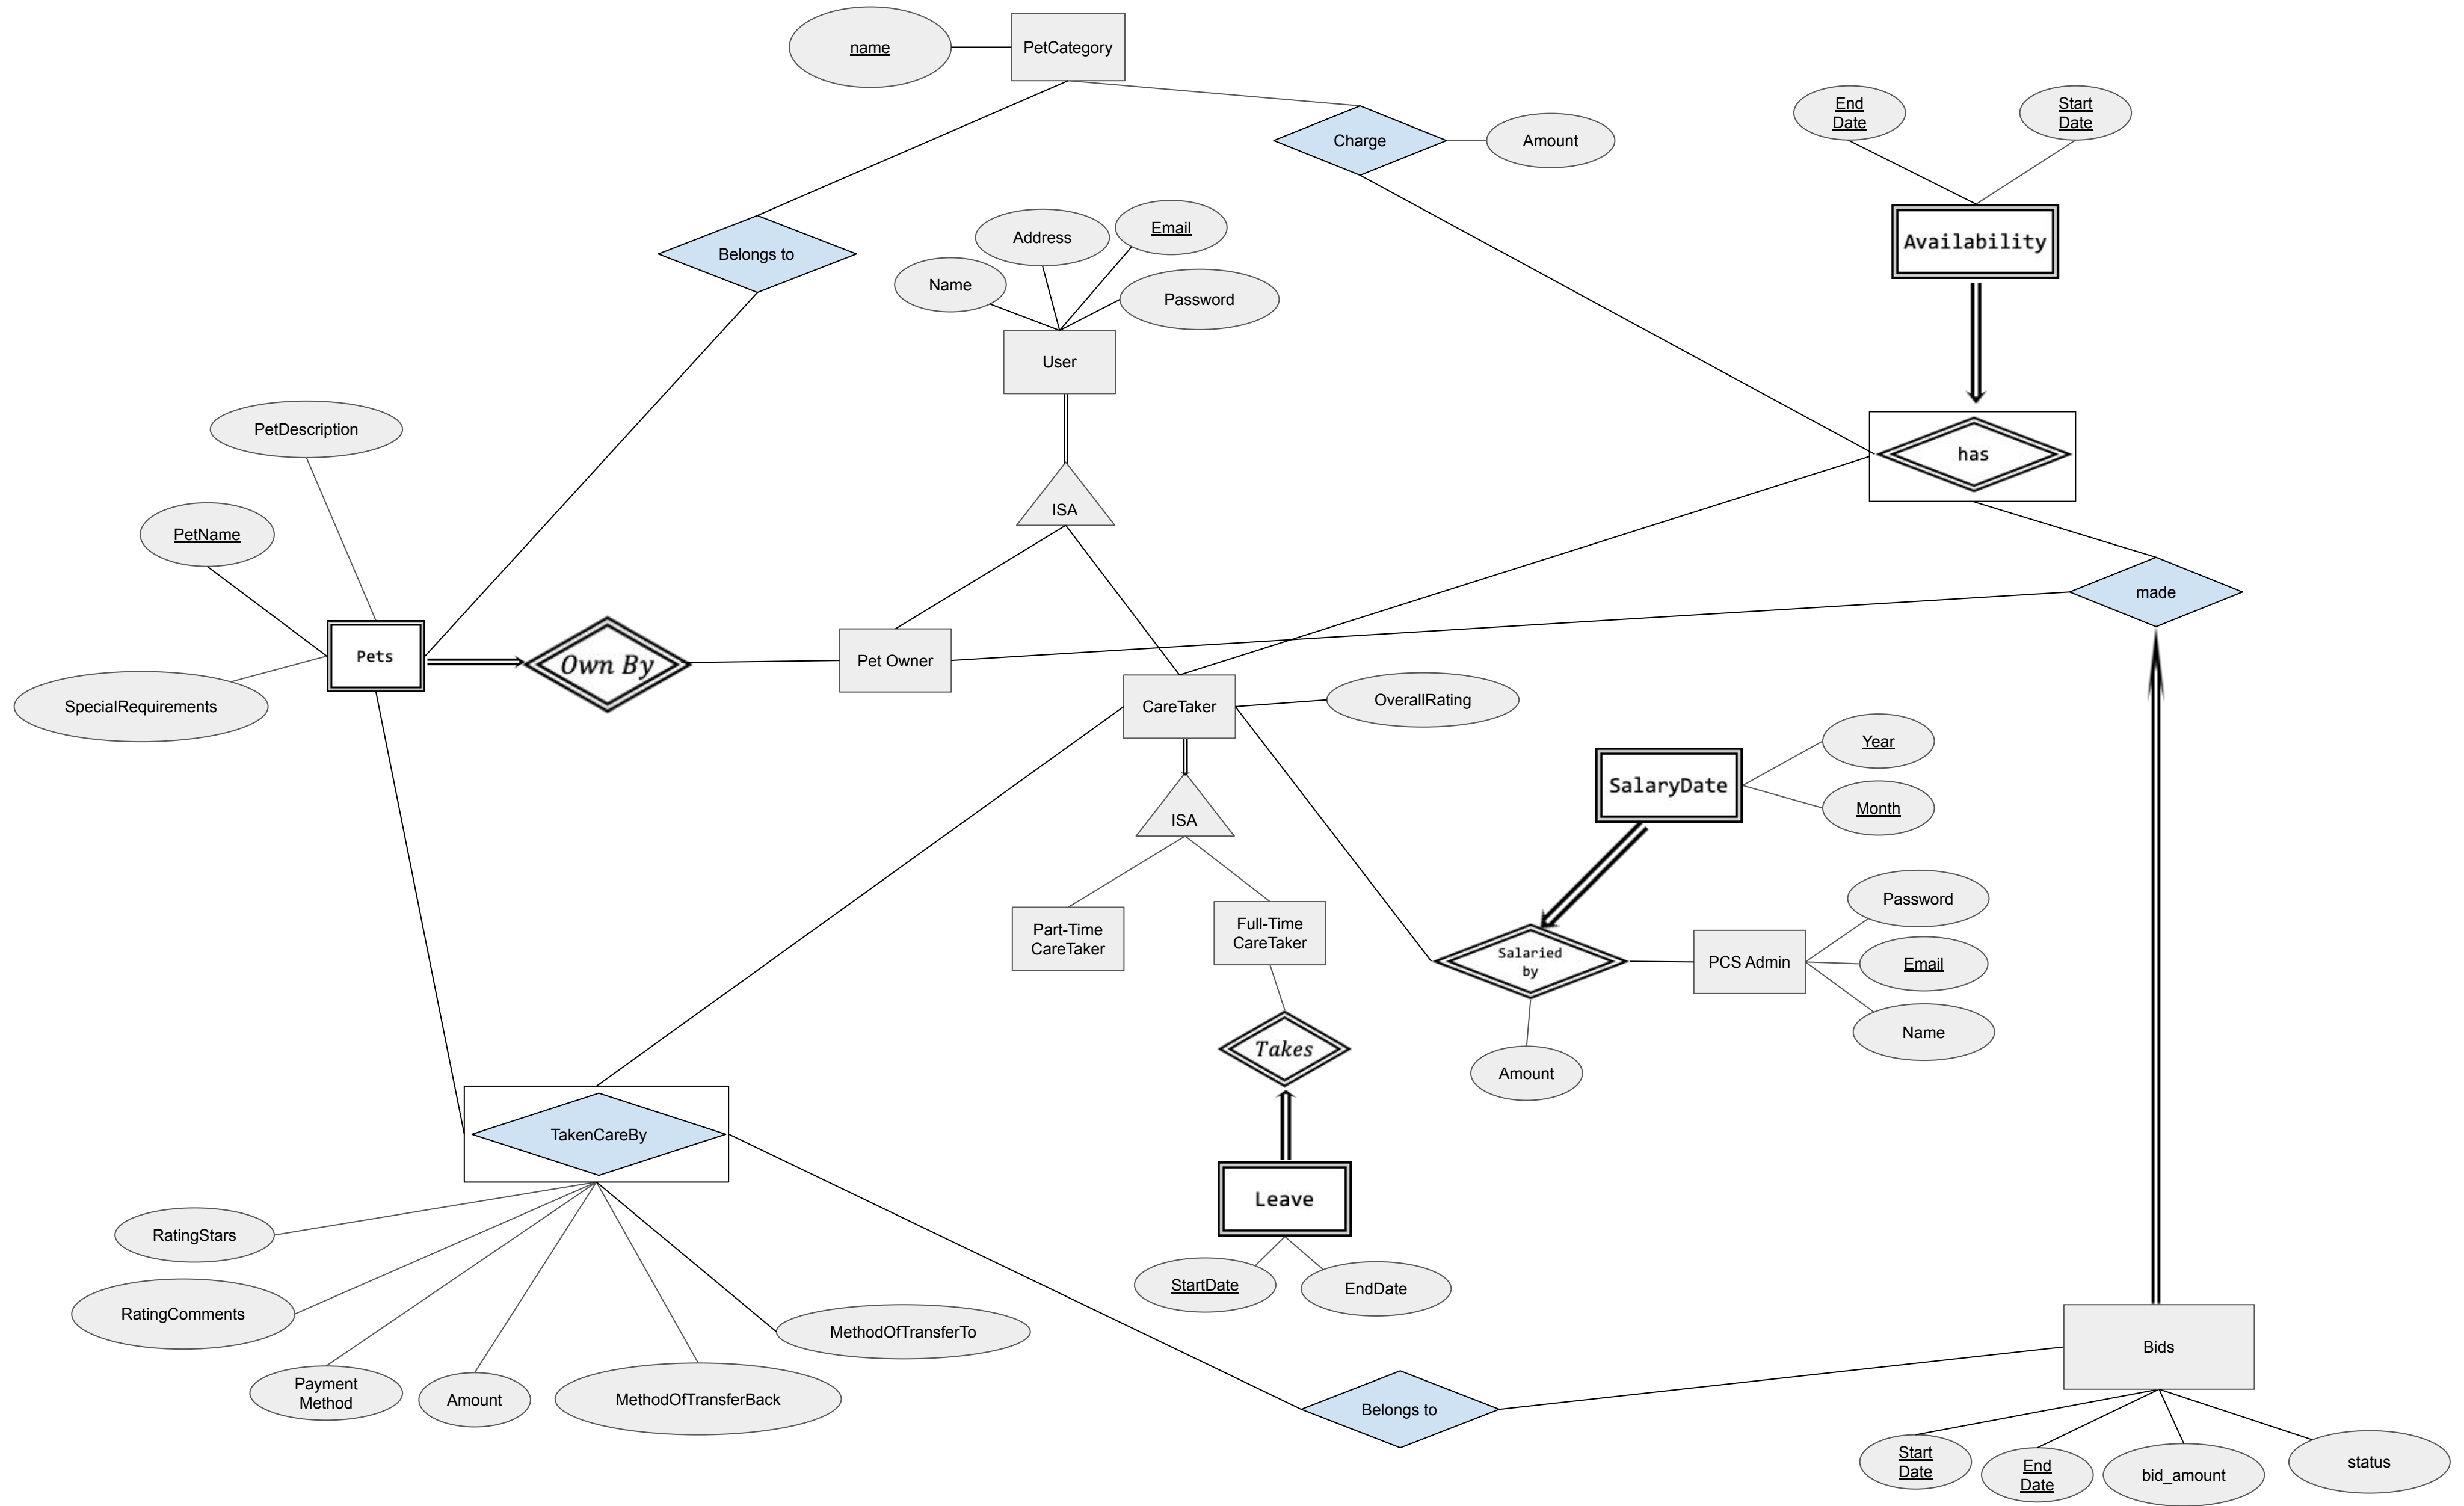 name
PetCategory
End
Date
Start
Date
Charge
Amount
Address
Email
Availability
Belongs to
Name
Password
User
PetDescription
has
ISA
PetName
made
Pets
Own By
Pet Owner
SpecialRequirements
CareTaker
OverallRating
Year
SalaryDate
Month
ISA
Password
Part-Time
CareTaker
Full-Time
CareTaker
Salaried
by
PCS Admin
Email
Name
Takes
Amount
TakenCareBy
Leave
RatingStars
StartDate
EndDate
RatingComments
MethodOfTransferTo
Bids
Payment
Method
Amount
MethodOfTransferBack
Belongs to
Start
Date
End
Date
bid_amount
status